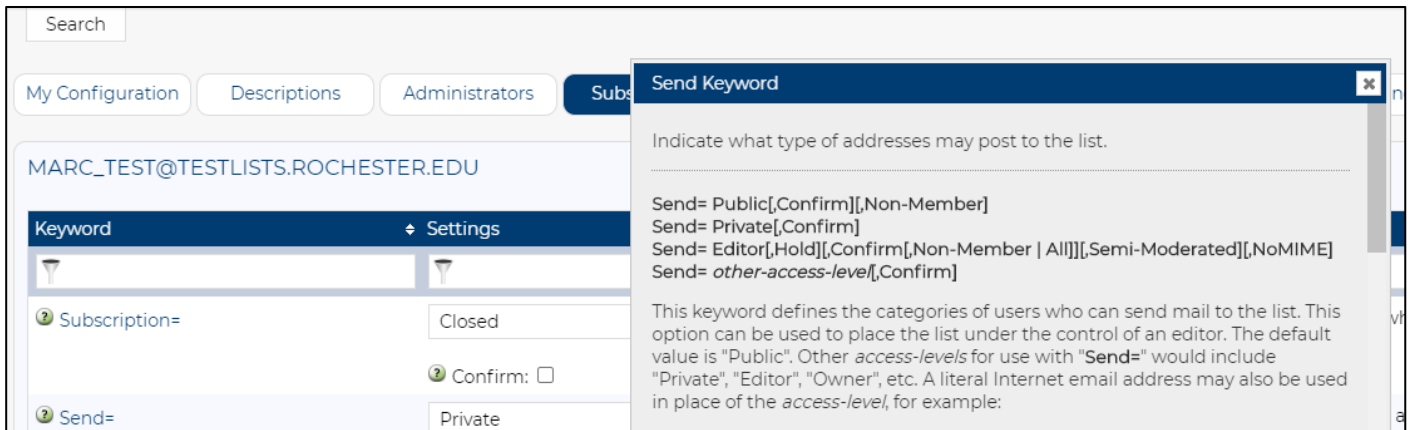 Search
My Configuration
Descriptions
Administrators
Subs
MARC_TEST@TESTLISTS.ROCHESTER.EDU
Keyword
Settings
Subscription=
Closed
Confirm:
Send=
Private
Send Keyword
Indicate what type of addresses may post to the list.
Send= Public[,Confirm][,Non-Member]
Send= Private[,Confirm]
Send= Editor[,Hold][,Confirm[,Non-Member | All]][,Semi-Moderated][,NoMIME]
Send= other-access-level[,Confirm]
This keyword defines the categories of users who can send mail to the list. This
option can be used to place the list under the control of an editor. The default
value is "Public". Other access-levels for use with "Send=" would include
"Private", "Editor", "Owner", etc. A literal Internet email address may also be used
in place of the access-level, for example: